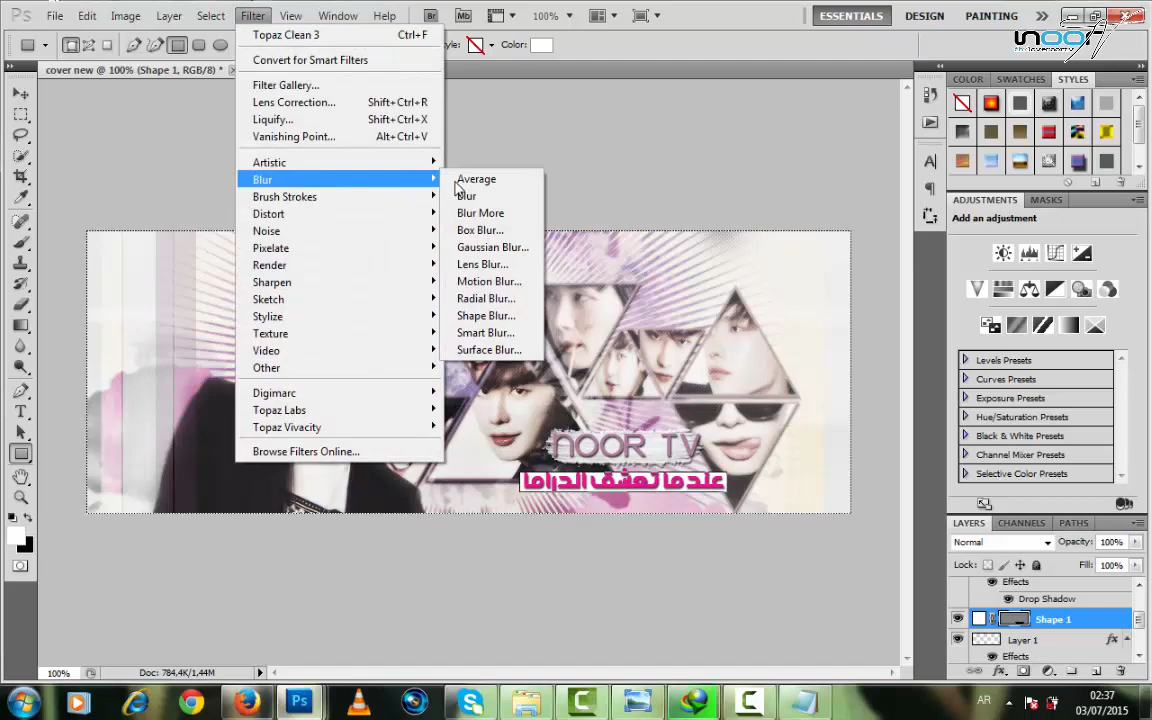 Ps File Edit Image Layer Select Filter View Window Help Br Mb 100% ESSENTIALS DESIGN PAINTING
INOOR
Style: Color:
cover new @ 100% (Shape 1, RGB/8) *
Topaz Clean 3 Ctrl+F
Convert for Smart Filters
Filter Gallery...
Lens Correction... Shift+Ctrl+R
Liquify... Shift+Ctrl+X
Vanishing Point... Alt+Ctrl+V
Artistic
Blur
Brush Strokes
Distort
Noise
Pixelate
Render
Sharpen
Sketch
Stylize
Texture
Video
Other
Digimarc
Topaz Labs
Topaz Vivacity
Browse Filters Online...
Average
Blur
Blur More
Box Blur...
Gaussian Blur...
Lens Blur...
Motion Blur...
Radial Blur...
Shape Blur...
Smart Blur...
Surface Blur...
NOOR TV
عندما تعشق الدراما
COLOR SWATCHES STYLES
ADJUSTMENTS MASKS
Add an adjustment
Levels Presets
Curves Presets
Exposure Presets
Hue/Saturation Presets
Black & White Presets
Channel Mixer Presets
Selective Color Presets
LAYERS CHANNELS PATHS
Normal Opacity: 100%
Lock: Fill: 100%
Effects
Drop Shadow
Shape 1
Layer 1 fx
Effects
100% Doc: 784,4K/1,44M
AR
02:37
03/07/2015